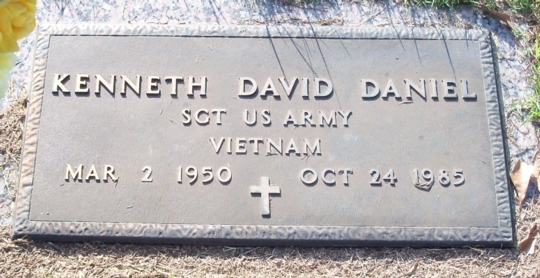 KENNETH DAVID DANIEL
SGT US ARMY
VIETNAM
MAR 2 1950 OCT 24 1985